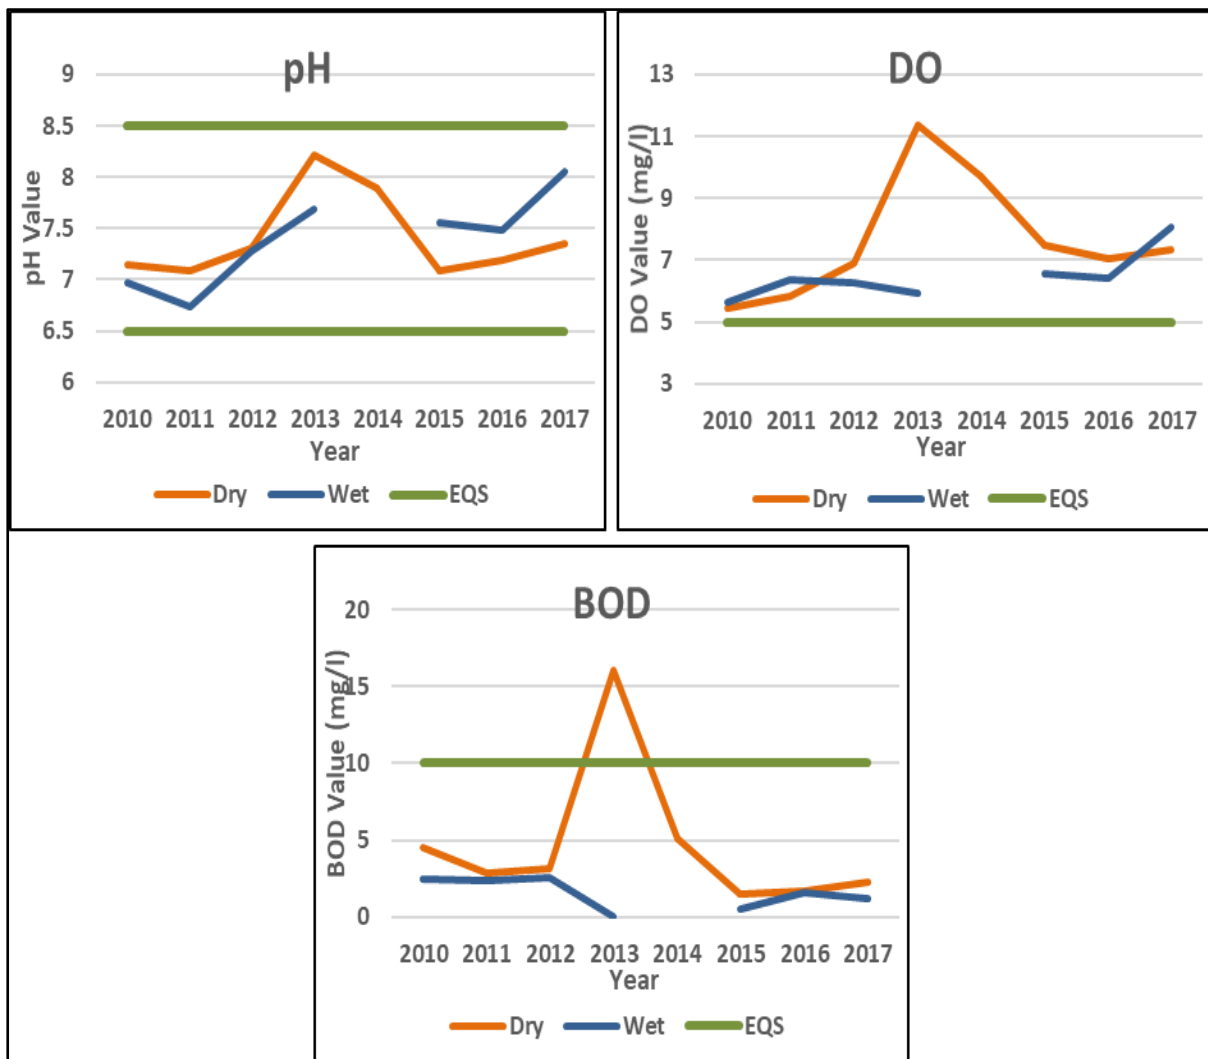 pH
9
8.5
8
7.5
7
6.5
6
pH Value
2010 2011 2012 2013 2014 2015 2016 2017
Year
Dry Wet EQS
DO
13
11
9
7
5
3
DO Value (mg/l)
2010 2011 2012 2013 2014 2015 2016 2017
Year
Dry Wet EQS
BOD
20
15
10
5
0
BOD Value (mg/l)
2010 2011 2012 2013 2014 2015 2016 2017
Year
Dry Wet EQS